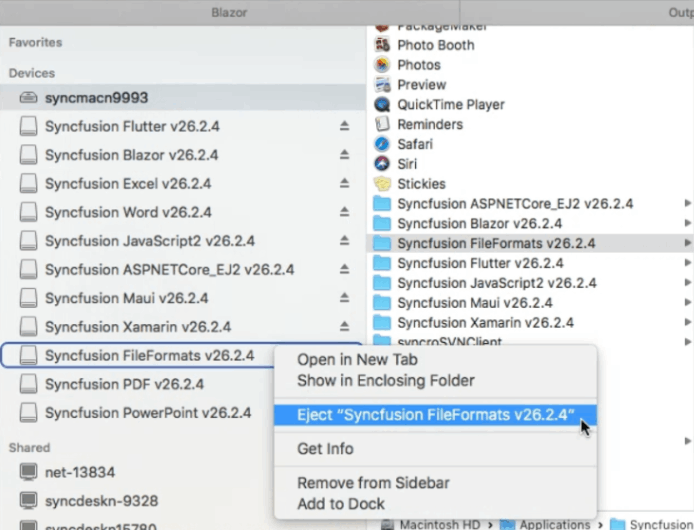 Blazor
Outp
Favorites
Devices
syncmacn9993
Syncfusion Flutter v26.2.4
Syncfusion Blazor v26.2.4
Syncfusion Excel v26.2.4
Syncfusion Word v26.2.4
Syncfusion JavaScript2 v26.2.4
Syncfusion ASPNETCore_EJ2 v26.2.4
Syncfusion Maui v26.2.4
Syncfusion Xamarin v26.2.4
Syncfusion FileFormats v26.2.4
Syncfusion PDF v26.2.4
Syncfusion PowerPoint v26.2.4
Shared
net-13834
syncdeskn-9328
syncdeskn15780
PackageMaker
Photo Booth
Photos
Preview
QuickTime Player
Reminders
Safari
Siri
Stickies
Syncfusion ASPNETCore_EJ2 v26.2.4
Syncfusion Blazor v26.2.4
Syncfusion FileFormats v26.2.4
Syncfusion Flutter v26.2.4
Syncfusion JavaScript2 v26.2.4
Syncfusion Maui v26.2.4
Syncfusion Xamarin v26.2.4
syncroSVNClient
Open in New Tab
Show in Enclosing Folder
Eject “Syncfusion FileFormats v26.2.4”
Get Info
Remove from Sidebar
Add to Dock
Macintosh HD
Applications
Syncfusion